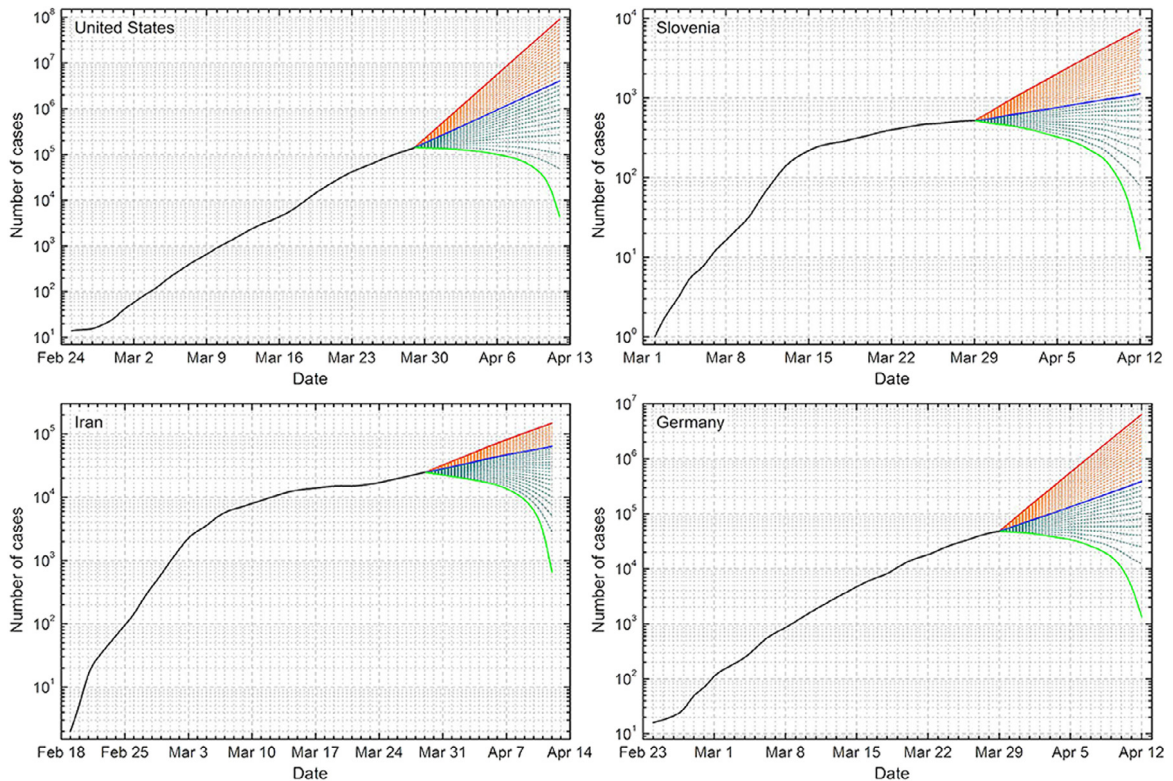 United States
Number of cases
10⁸
10⁷
10⁶
10⁵
10⁴
10³
10²
10¹
Feb 24 Mar 2 Mar 9 Mar 16 Mar 23 Mar 30 Apr 6 Apr 13
Date
Slovenia
Number of cases
10⁴
10³
10²
10¹
10⁰
Mar 1 Mar 8 Mar 15 Mar 22 Mar 29 Apr 5 Apr 12
Date
Iran
Number of cases
10⁵
10⁴
10³
10²
10¹
Feb 18 Feb 25 Mar 3 Mar 10 Mar 17 Mar 24 Mar 31 Apr 7 Apr 14
Date
Germany
Number of cases
10⁷
10⁶
10⁵
10⁴
10³
10²
10¹
Feb 23 Mar 1 Mar 8 Mar 15 Mar 22 Mar 29 Apr 5 Apr 12
Date